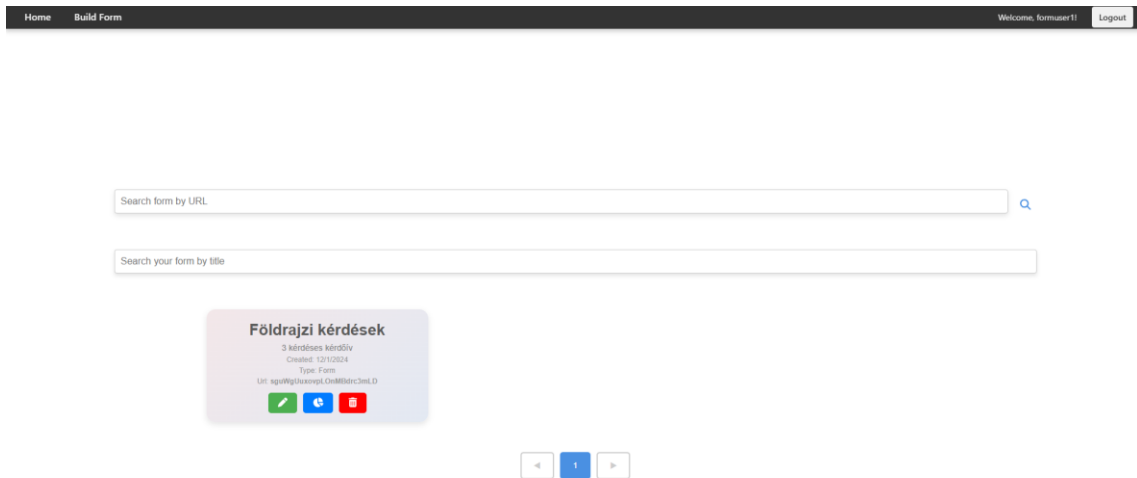 Home Build Form Welcome, formuser1! Logout
Search form by URL
Search your form by title
Földrajzi kérdések
3 kérdéses kérdőív
Created: 12/1/2024
Type: Form
Url:
1